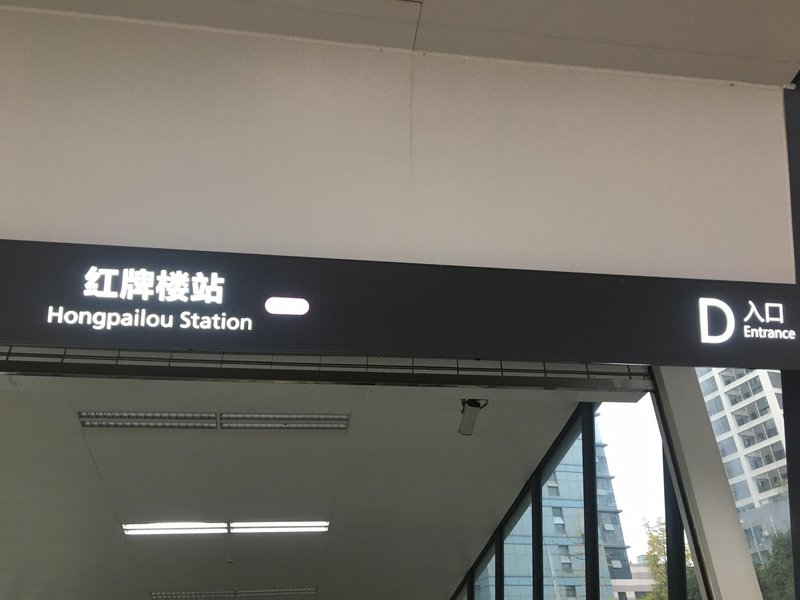 红牌楼站
Hongpailou Station
D 入口
Entrance